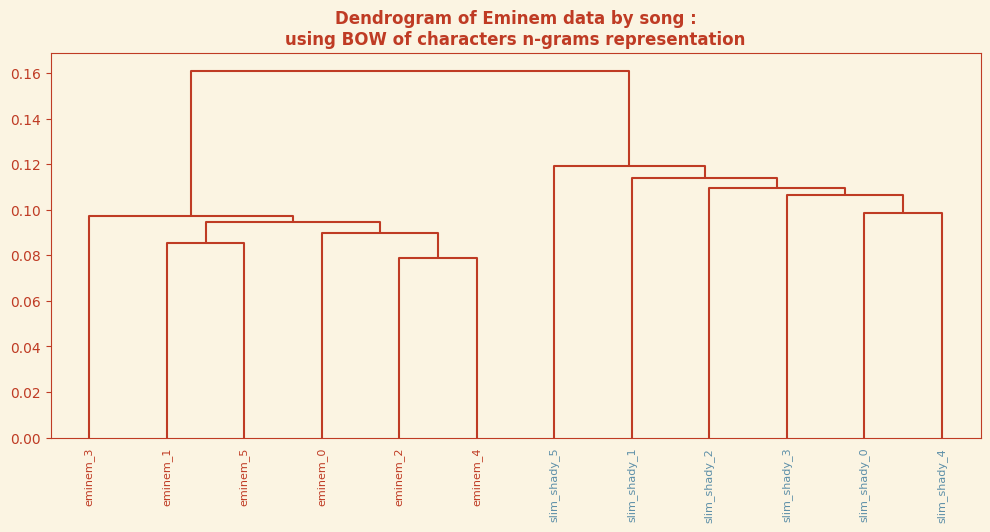 Dendrogram of Eminem data by song :
using BOW of characters n-grams representation
0.16
0.14
0.12
0.10
0.08
0.06
0.04
0.02
0.00
eminem_3
eminem_1
eminem_5
eminem_0
eminem_2
eminem_4
slim_shady_5
slim_shady_1
slim_shady_2
slim_shady_3
slim_shady_0
slim_shady_4